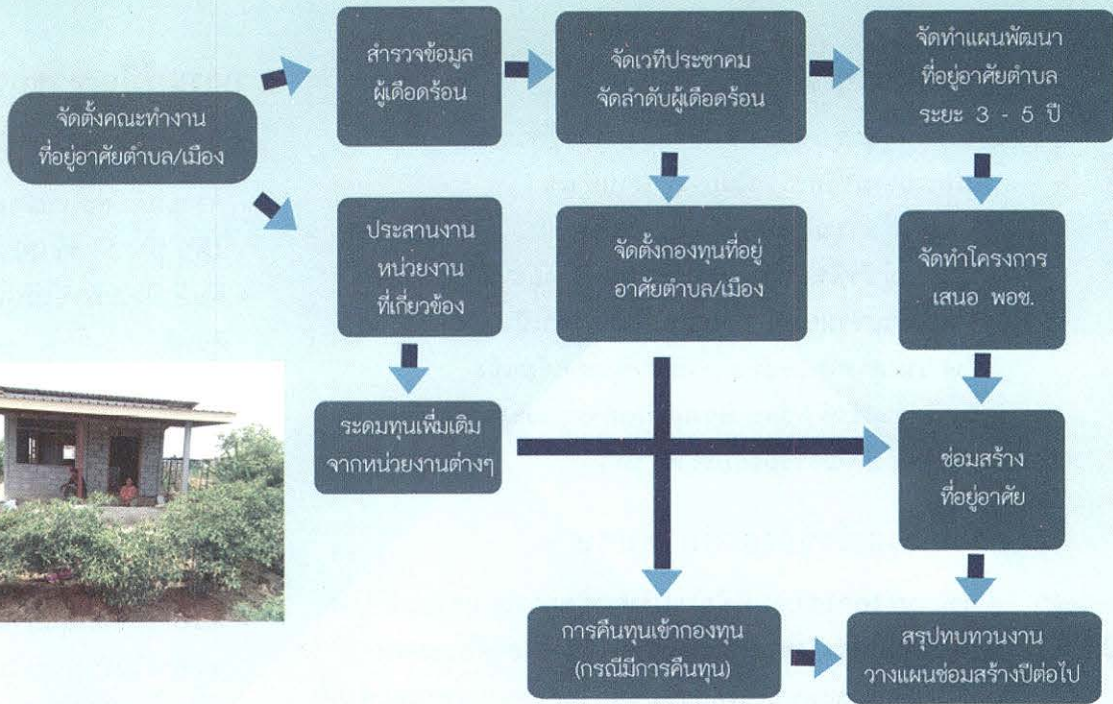 จัดตั้งคณะทำงาน
ที่อยู่อาศัยตำบล/เมือง
สำรวจข้อมูล
ผู้เดือดร้อน
จัดเวทีประชาคม
จัดลำดับผู้เดือดร้อน
จัดทำแผนพัฒนา
ที่อยู่อาศัยตำบล
ระยะ 3 - 5 ปี
ประสานงาน
หน่วยงาน
ที่เกี่ยวข้อง
จัดตั้งกองทุนที่อยู่
อาศัยตำบล/เมือง
จัดทำโครงการ
เสนอ พอช.
ระดมทุนเพิ่มเติม
จากหน่วยงานต่างๆ
ซ่อมสร้าง
ที่อยู่อาศัย
การคืนทุนเข้ากองทุน
(กรณีมีการคืนทุน)
สรุปทบทวนงาน
วางแผนซ่อมสร้างปีต่อไป